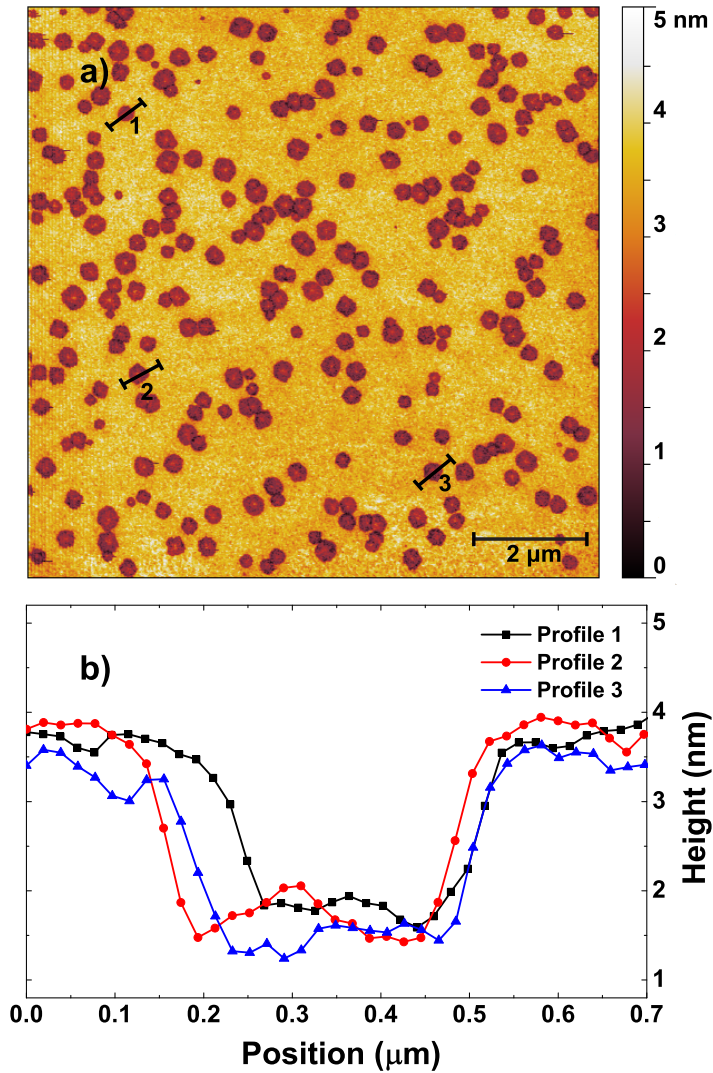 a)
1
2
3
2 μm
5 nm
4
3
2
1
0
b)
Profile 1
Profile 2
Profile 3
5
4
3
2
1
Height (nm)
0.0 0.1 0.2 0.3 0.4 0.5 0.6 0.7
Position (μm)